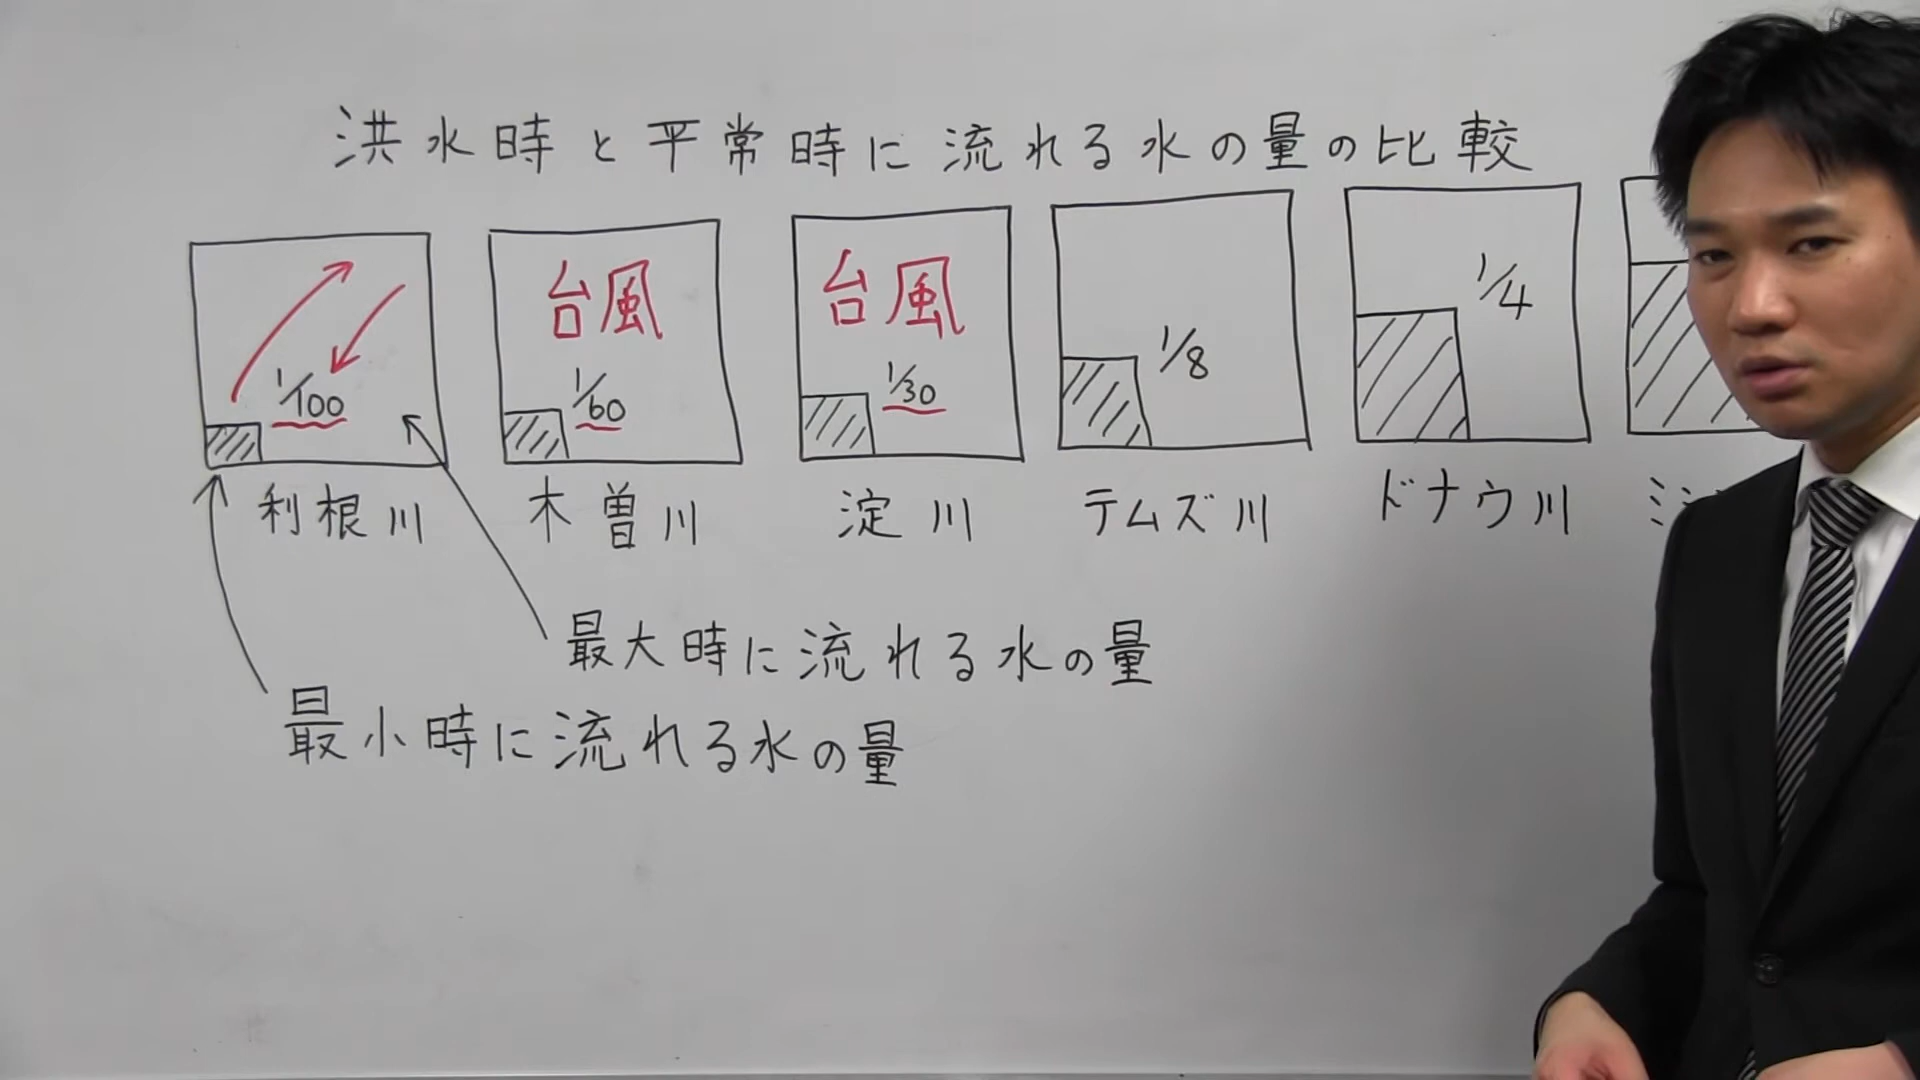 洪水時と平常時に流れる水の量の比較
1/100
台風
1/60
台風
1/30
1/8
1/4
利根川
木曽川
淀川
テムズ川
ドナウ川
ミシ
最大時に流れる水の量
最小時に流れる水の量